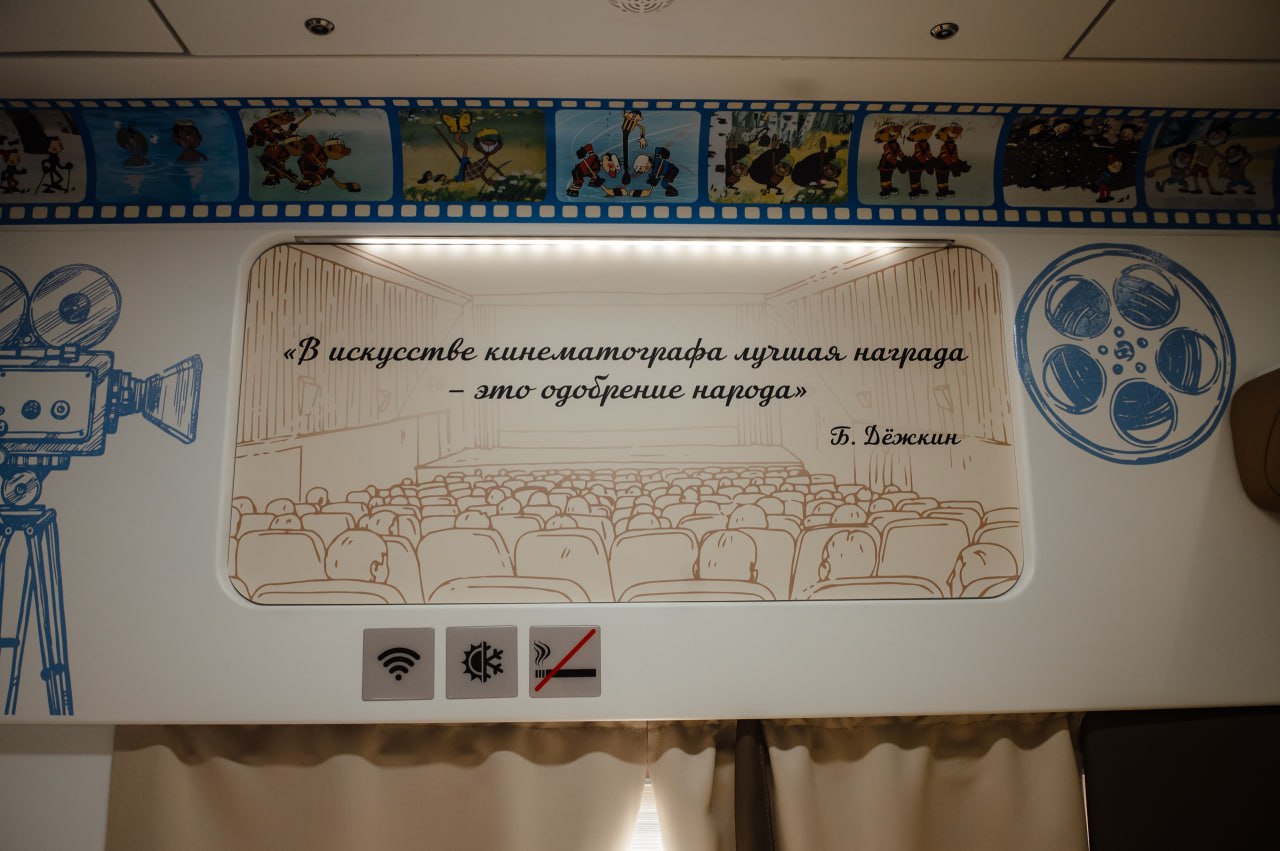 «В искусстве кинематографа лучшая награда
– это одобрение народа»
Б. Дёжкин